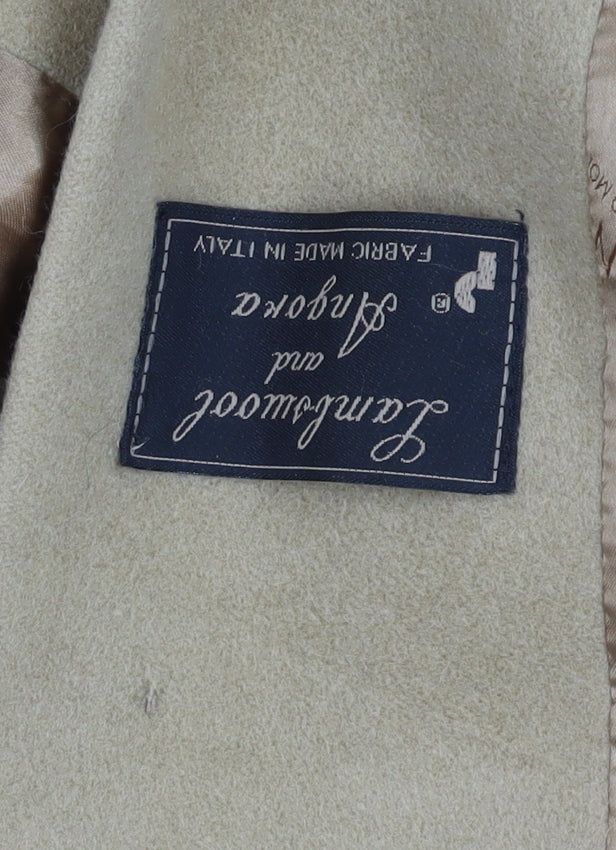 Lambswool
and
Angora
®
FABRIC MADE IN ITALY